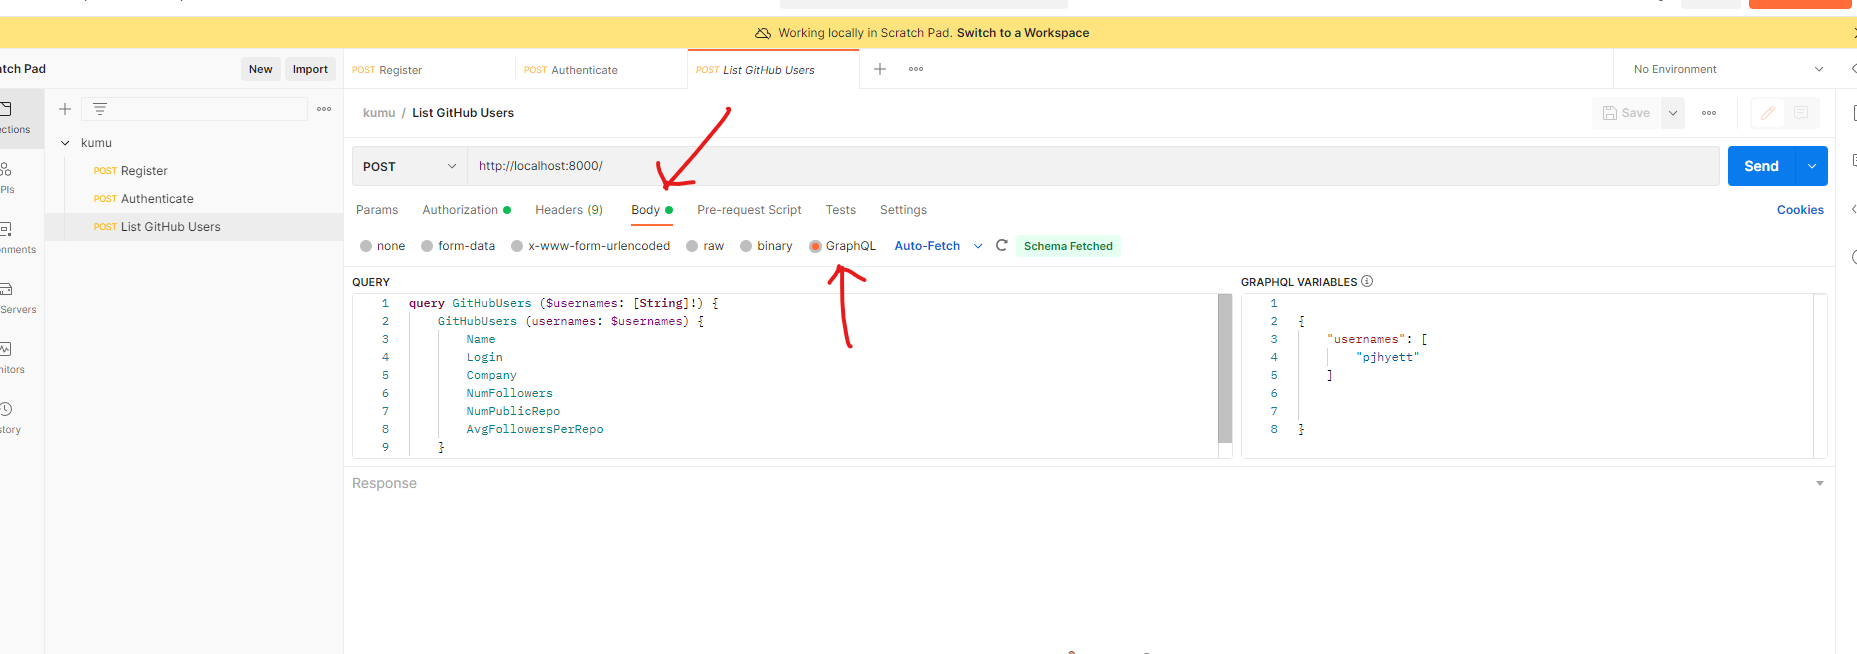 Working locally in Scratch Pad. Switch to a Workspace
tch Pad
New
Import
POST Register
POST Authenticate
POST List GitHub Users
No Environment
kumu / List GitHub Users
Save
ctions
kumu
POST Register
POST Authenticate
POST List GitHub Users
PIs
nments
Servers
nitors
story
POST
http://localhost:8000/
Send
Params
Authorization
Headers (9)
Body
Pre-request Script
Tests
Settings
Cookies
none
form-data
x-www-form-urlencoded
raw
binary
GraphQL
Auto-Fetch
Schema Fetched
QUERY
1 query GitHubUsers ($usernames: [String]!) {
2 GitHubUsers (usernames: $usernames) {
3 Name
4 Login
5 Company
6 NumFollowers
7 NumPublicRepo
8 AvgFollowersPerRepo
9 }
GRAPHQL VARIABLES
1
2 {
3 "usernames": [
4 "pjhyett"
5 ]
6
7
8 }
Response